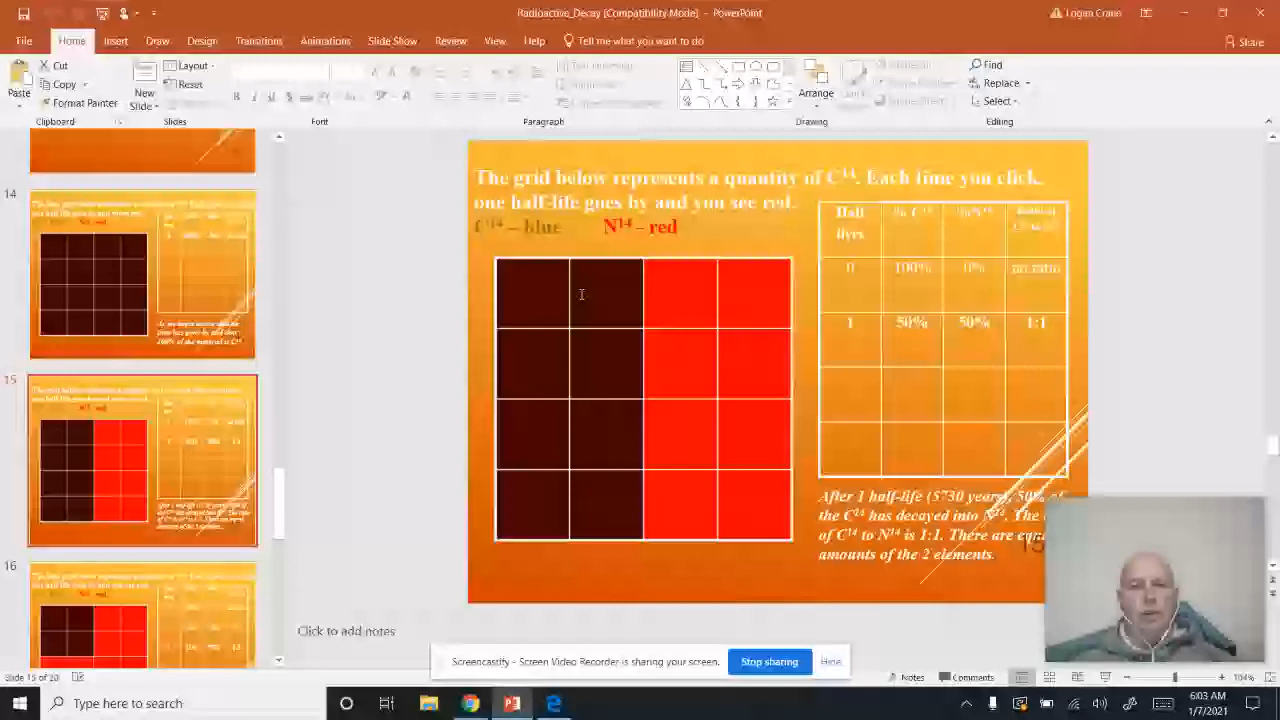 Radioactive_Decay [Compatibility Mode] - PowerPoint
Logan Crane
File Home Insert Draw Design Transitions Animations Slide Show Review View Help Tell me what you want to do
Share
Cut
Copy
Format Painter
Paste
Clipboard
New
Slide
Layout
Reset
Slides
Font
Paragraph
Arrange
Drawing
Find
Replace
Select
Editing
14
15
16
The grid below represents a quantity of C14. Each time you click,
one half-life goes by and you see red.
C14 – blue N14 - red
Half lives % C14 %N14
0 100% 0% no ratio
1 50% 50% 1:1
After 1 half-life (5730 years), 50% of
the C14 has decayed into N14. The
of C14 to N14 is 1:1. There are
amounts of the 2 elements.
Click to add notes
Screencastify - Screen Video Recorder is sharing your screen. Stop sharing Hide
Slide 15 of 20
Notes Comments 104%
Type here to search
6:03 AM
1/7/2021